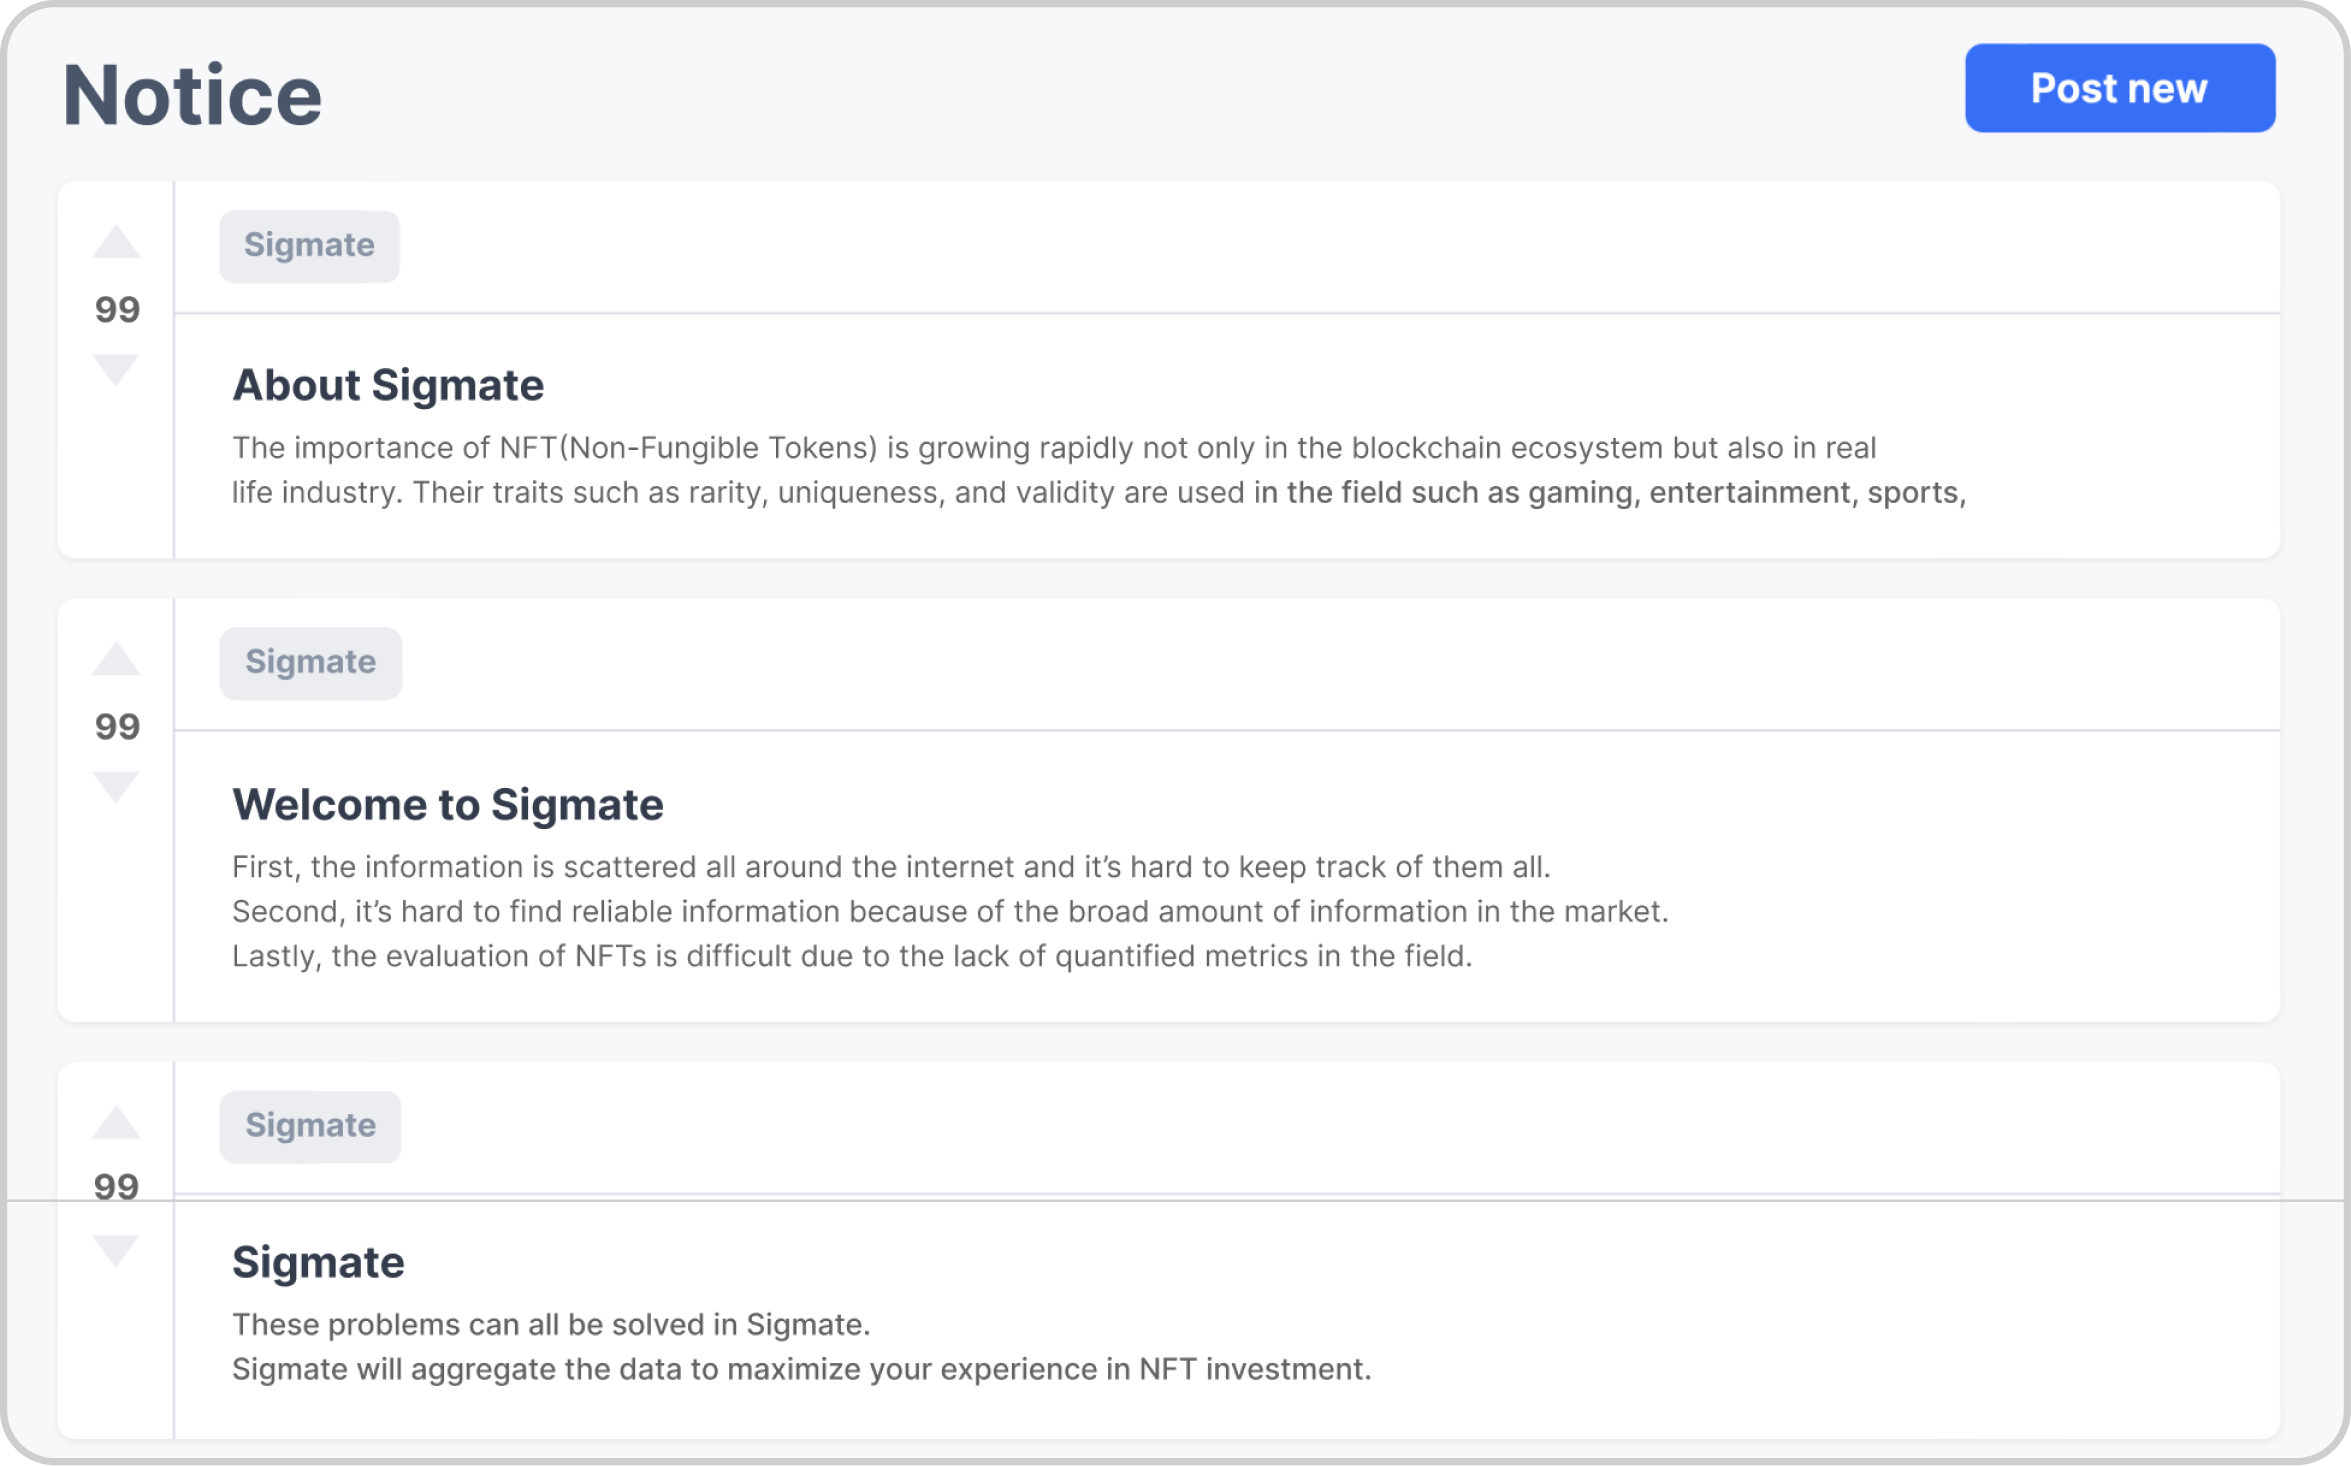 Notice
Post new
Sigmate
99
About Sigmate
The importance of NFT(Non-Fungible Tokens) is growing rapidly not only in the blockchain ecosystem but also in real
life industry. Their traits such as rarity, uniqueness, and validity are used in the field such as gaming, entertainment, sports,
Sigmate
99
Welcome to Sigmate
First, the information is scattered all around the internet and it’s hard to keep track of them all.
Second, it’s hard to find reliable information because of the broad amount of information in the market.
Lastly, the evaluation of NFTs is difficult due to the lack of quantified metrics in the field.
Sigmate
99
Sigmate
These problems can all be solved in Sigmate.
Sigmate will aggregate the data to maximize your experience in NFT investment.